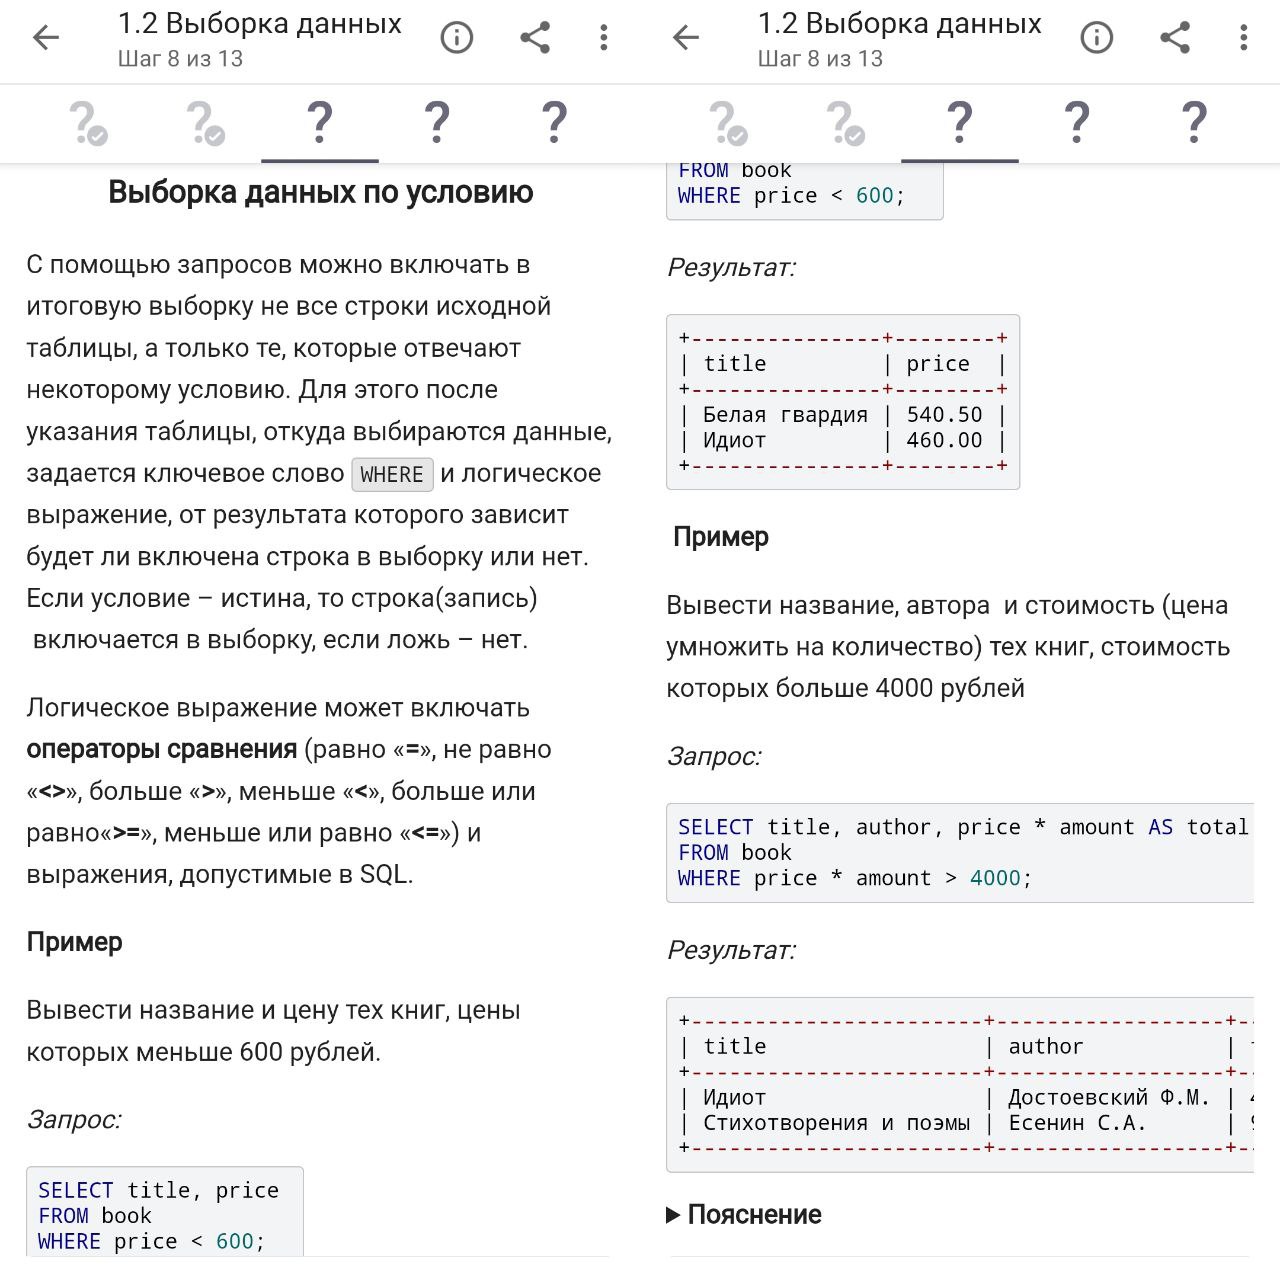 1.2 Выборка данных
Шаг 8 из 13
Выборка данных по условию
С помощью запросов можно включать в
итоговую выборку не все строки исходной
таблицы, а только те, которые отвечают
некоторому условию. Для этого после
указания таблицы, откуда выбираются данные,
задается ключевое слово WHERE и логическое
выражение, от результата которого зависит
будет ли включена строка в выборку или нет.
Если условие – истина, то строка(запись)
включается в выборку, если ложь – нет.
Логическое выражение может включать
операторы сравнения (равно «=», не равно
«<>», больше «>», меньше «<», больше или
равно«>=», меньше или равно «<=») и
выражения, допустимые в SQL.
Пример
Вывести название и цену тех книг, цены
которых меньше 600 рублей.
Запрос:
SELECT title, price
FROM book
WHERE price < 600;
1.2 Выборка данных
Шаг 8 из 13
FROM book
WHERE price < 600;
Результат:
+---------------+--------+
| title         | price  |
+---------------+--------+
| Белая гвардия | 540.50 |
| Идиот         | 460.00 |
+---------------+--------+
Пример
Вывести название, автора  и стоимость (цена
умножить на количество) тех книг, стоимость
которых больше 4000 рублей
Запрос:
SELECT title, author, price * amount AS total
FROM book
WHERE price * amount > 4000;
Результат:
+-----------------------+------------------+-
| title                 | author           |
+-----------------------+------------------+-
| Идиот                 | Достоевский Ф.М. |
| Стихотворения и поэмы | Есенин С.А.      |
+-----------------------+------------------+-
Пояснение